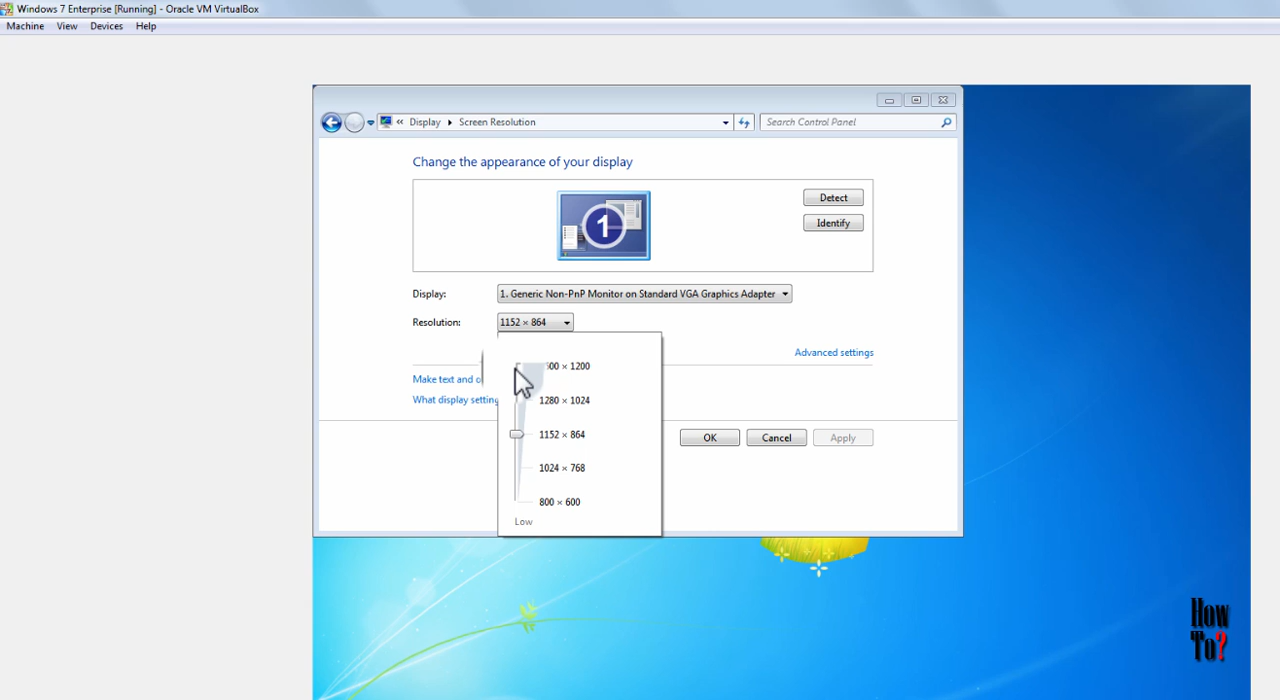 Windows 7 Enterprise [Running] - Oracle VM VirtualBox
Machine View Devices Help
« Display ▸ Screen Resolution
Search Control Panel
Change the appearance of your display
1
Detect
Identify
Display: 1. Generic Non-PnP Monitor on Standard VGA Graphics Adapter
Resolution: 1152 × 864
Advanced settings
00 × 1200
Make text and o
1280 × 1024
What display setting
1152 × 864
OK Cancel Apply
1024 × 768
800 × 600
Low
How
To?